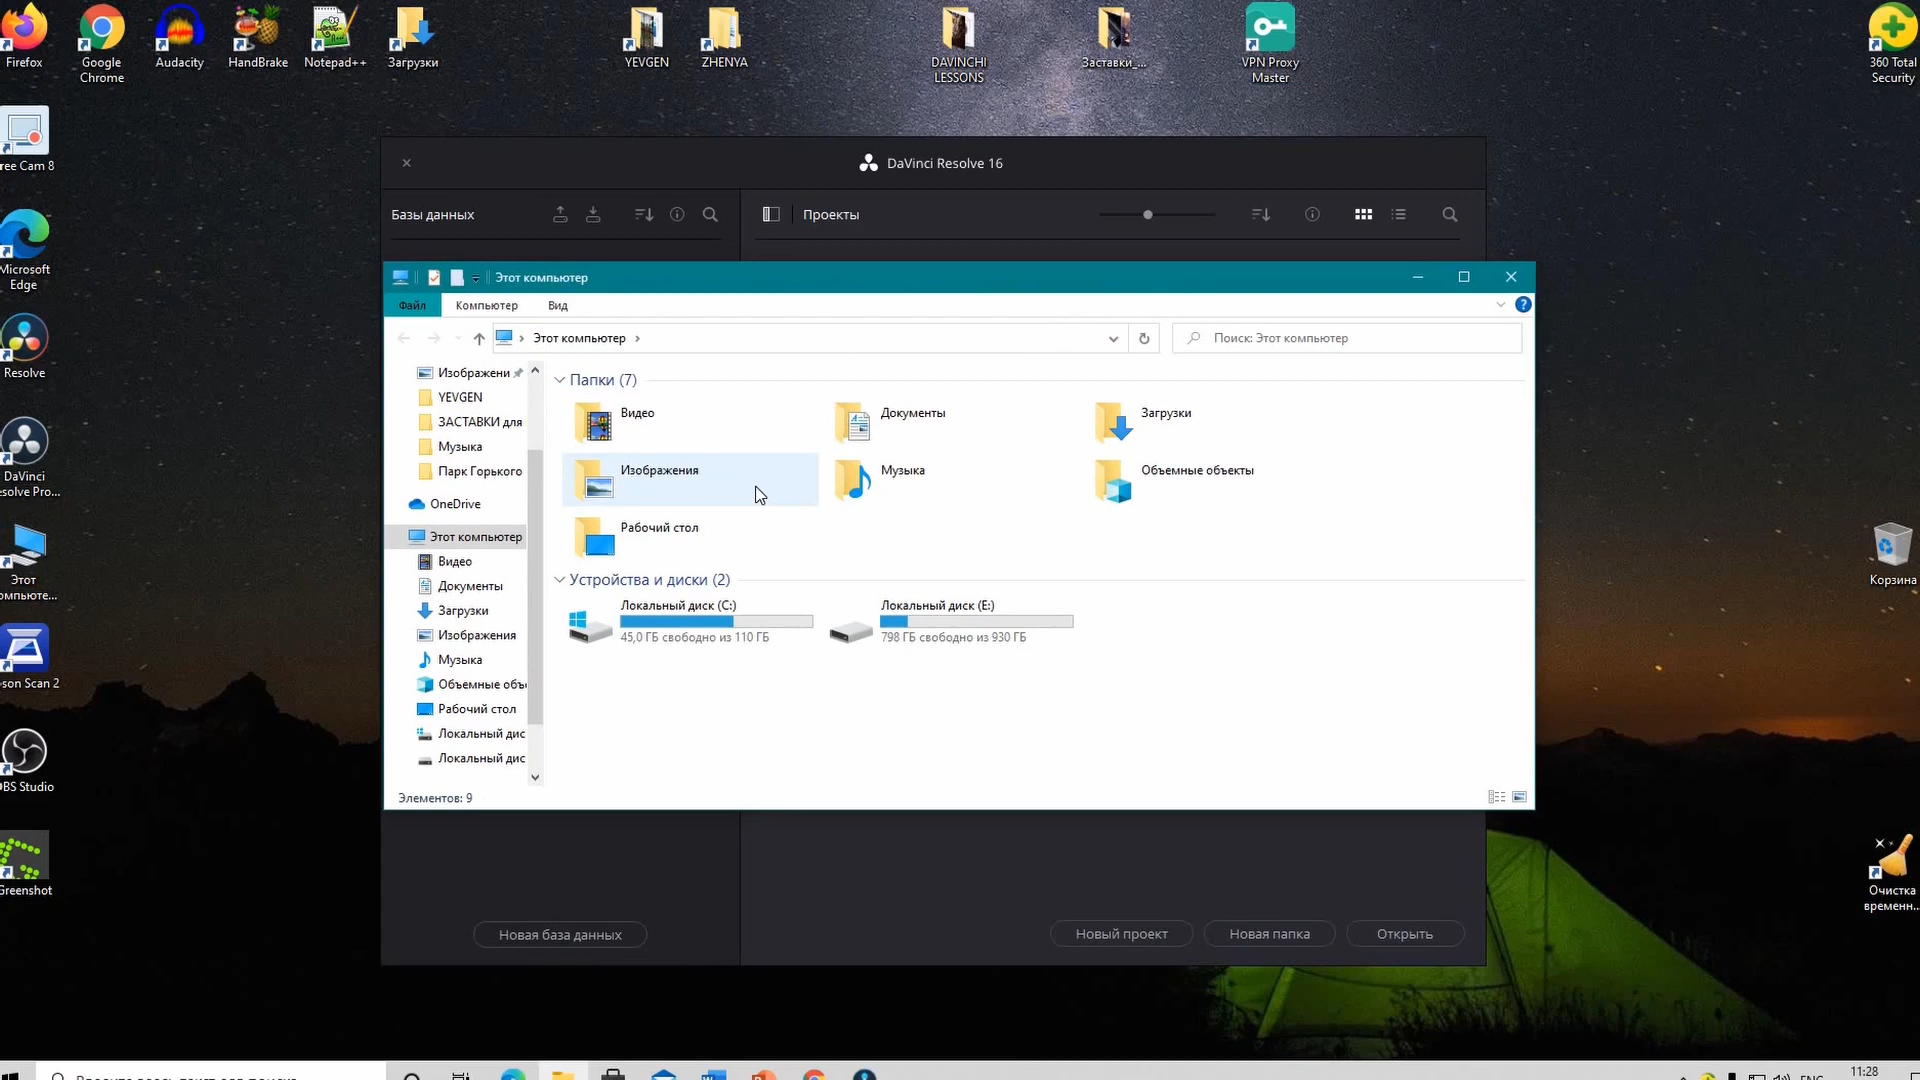 Firefox
Google
Chrome
Audacity
HandBrake
Notepad++
Загрузки
YEVGEN
ZHENYA
DAVINCHI
LESSONS
Заставки_...
VPN Proxy
Master
360 Total
Security
ree Cam 8
Microsoft
Edge
Resolve
DaVinci
esolve Pro...
Этот
омпьюте...
son Scan 2
BS Studio
Greenshot
Корзина
Очистка
временн...
DaVinci Resolve 16
Базы данных
Проекты
Этот компьютер
Файл
Компьютер
Вид
Этот компьютер
Поиск: Этот компьютер
Изображени
YEVGEN
ЗАСТАВКИ для
Музыка
Парк Горького
OneDrive
Этот компьютер
Видео
Документы
Загрузки
Изображения
Музыка
Объемные объ
Рабочий стол
Локальный дис
Локальный дис
Папки (7)
Видео
Документы
Загрузки
Изображения
Музыка
Объемные объекты
Рабочий стол
Устройства и диски (2)
Локальный диск (C:)
45,0 ГБ свободно из 110 ГБ
Локальный диск (E:)
798 ГБ свободно из 930 ГБ
Элементов: 9
Новая база данных
Новый проект
Новая папка
Открыть
11:28